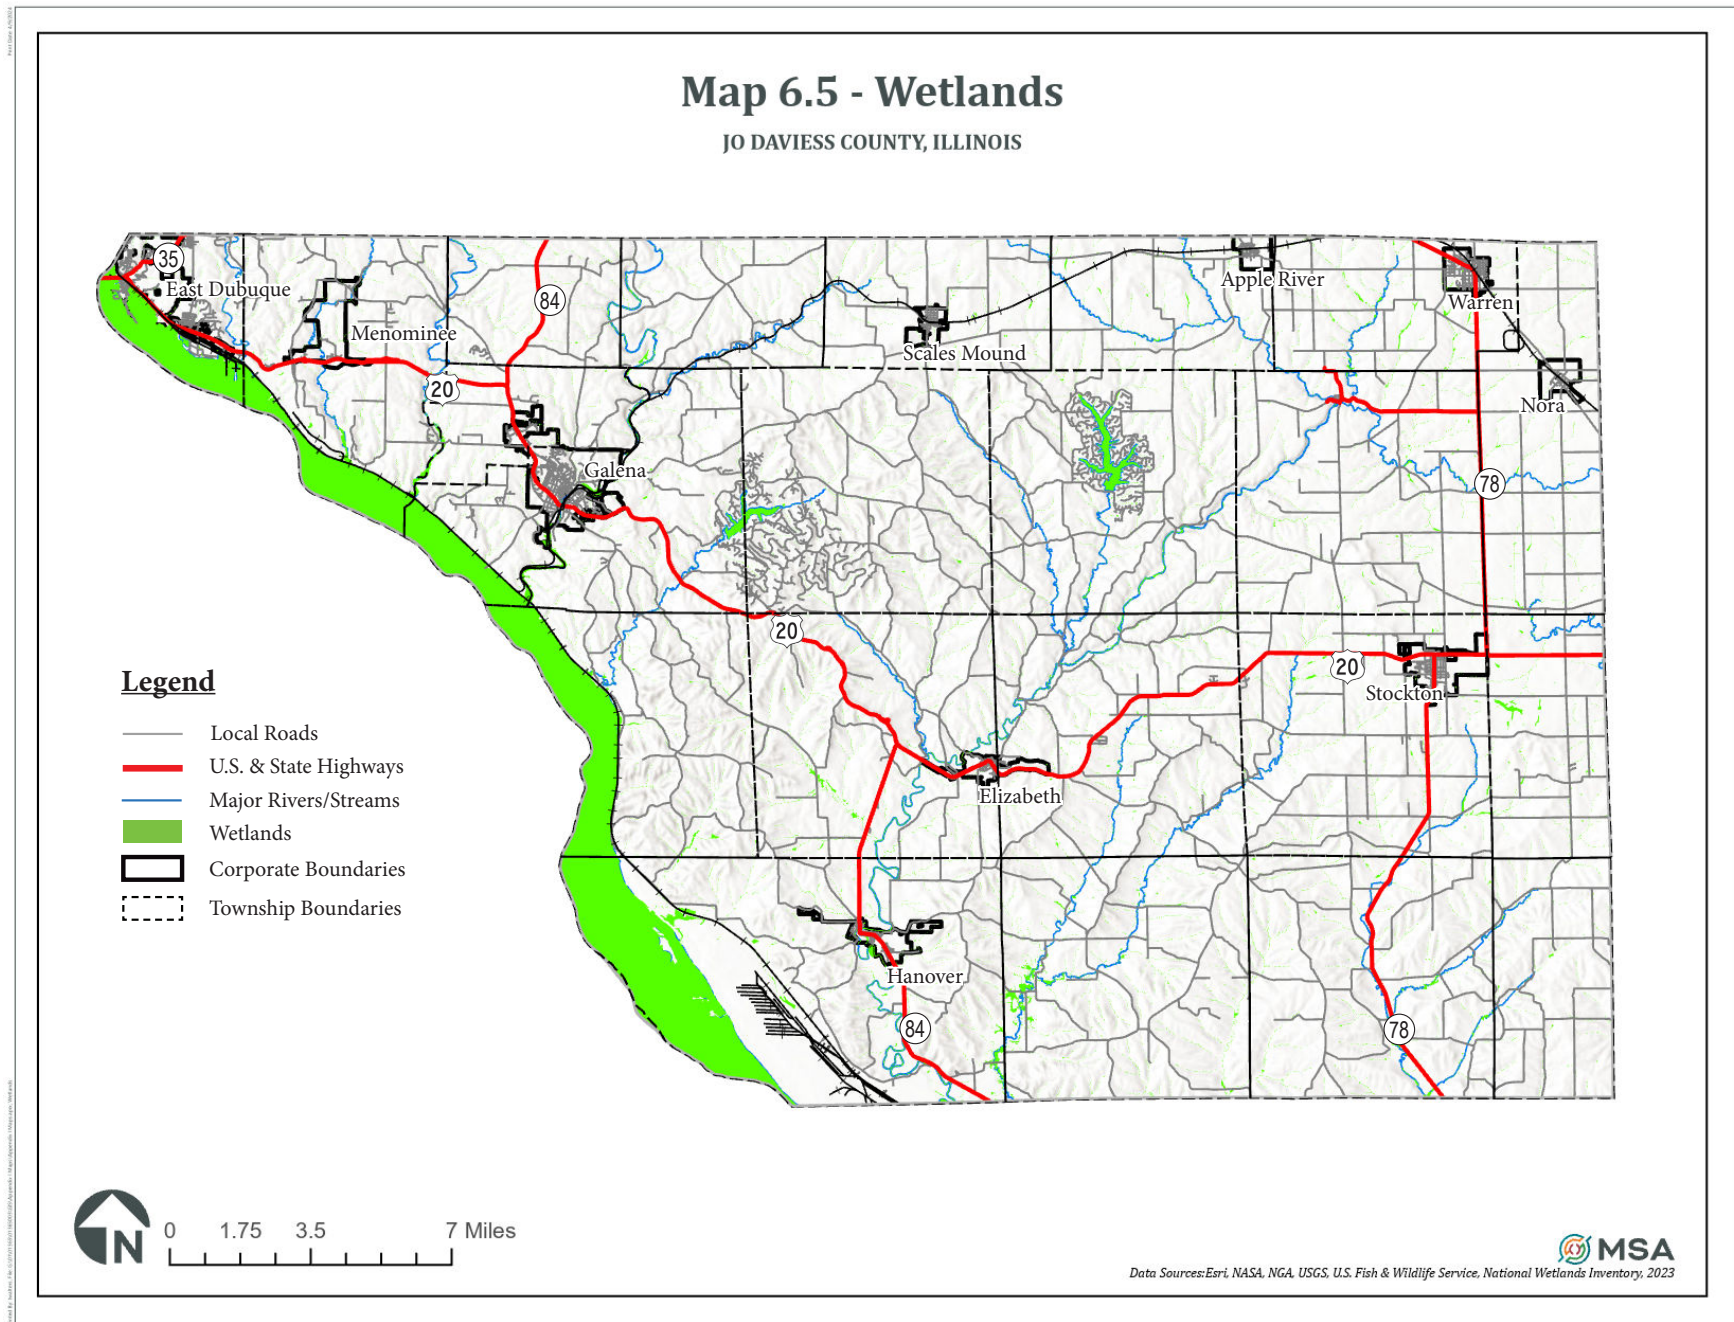 Map 6.5 - Wetlands
JO DAVIESS COUNTY, ILLINOIS
35
East Dubuque
Menominee
84
20
Scales Mound
Apple River
Warren
Nora
Galena
78
20
20
Stockton
Elizabeth
Hanover
84
78
Legend
Local Roads
U.S. & State Highways
Major Rivers/Streams
Wetlands
Corporate Boundaries
Township Boundaries
N
0 1.75 3.5 7 Miles
MSA
Data Sources:Esri, NASA, NGA, USGS, U.S. Fish & Wildlife Service, National Wetlands Inventory, 2023